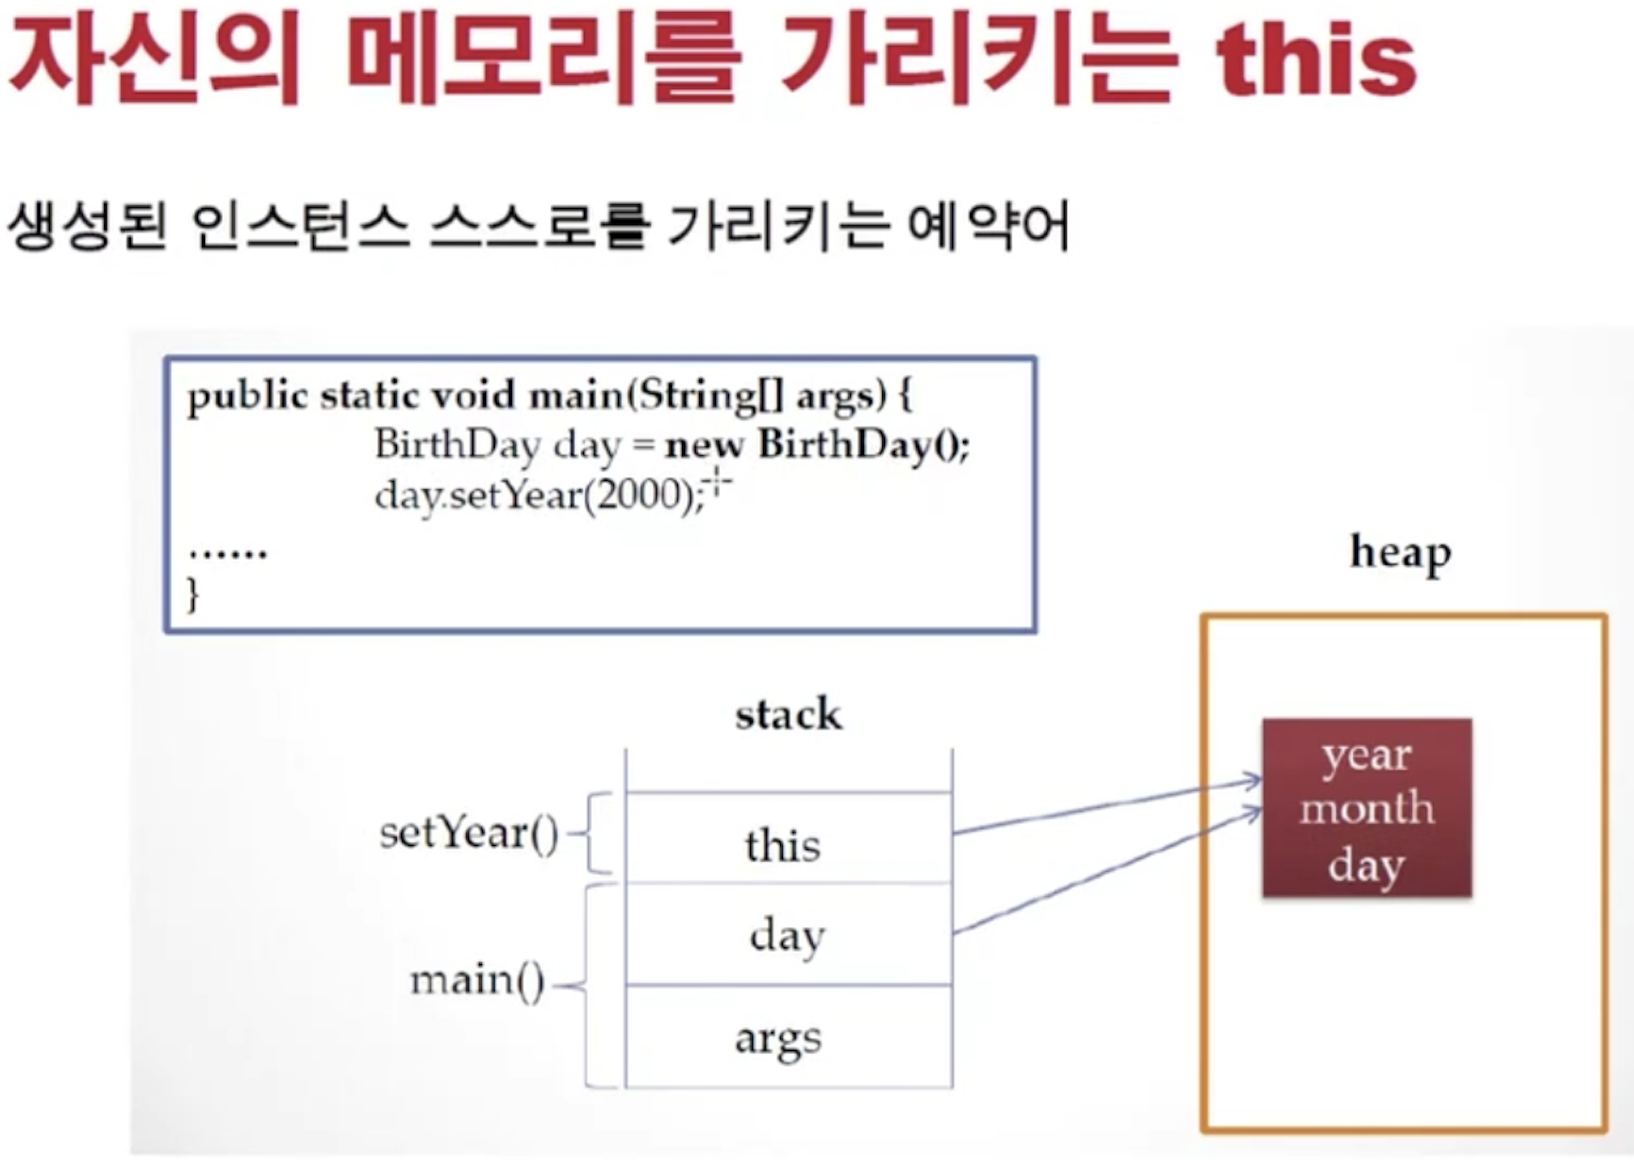 자신의 메모리를 가리키는 this
생성된 인스턴스 스스로를 가리키는 예약어
public static void main(String[] args) {
BirthDay day = new BirthDay();
day.setYear(2000);
......
}
heap
stack
year
month
day
setYear()
this
day
main()
args